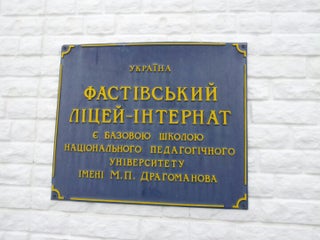 УКРАЇНА
ФАСТІВСЬКИЙ
ЛІЦЕЙ-ІНТЕРНАТ
Є БАЗОВОЮ ШКОЛОЮ
НАЦІОНАЛЬНОГО ПЕДАГОГІЧНОГО
УНІВЕРСИТЕТУ
ІМЕНІ М.П. ДРАГОМАНОВА